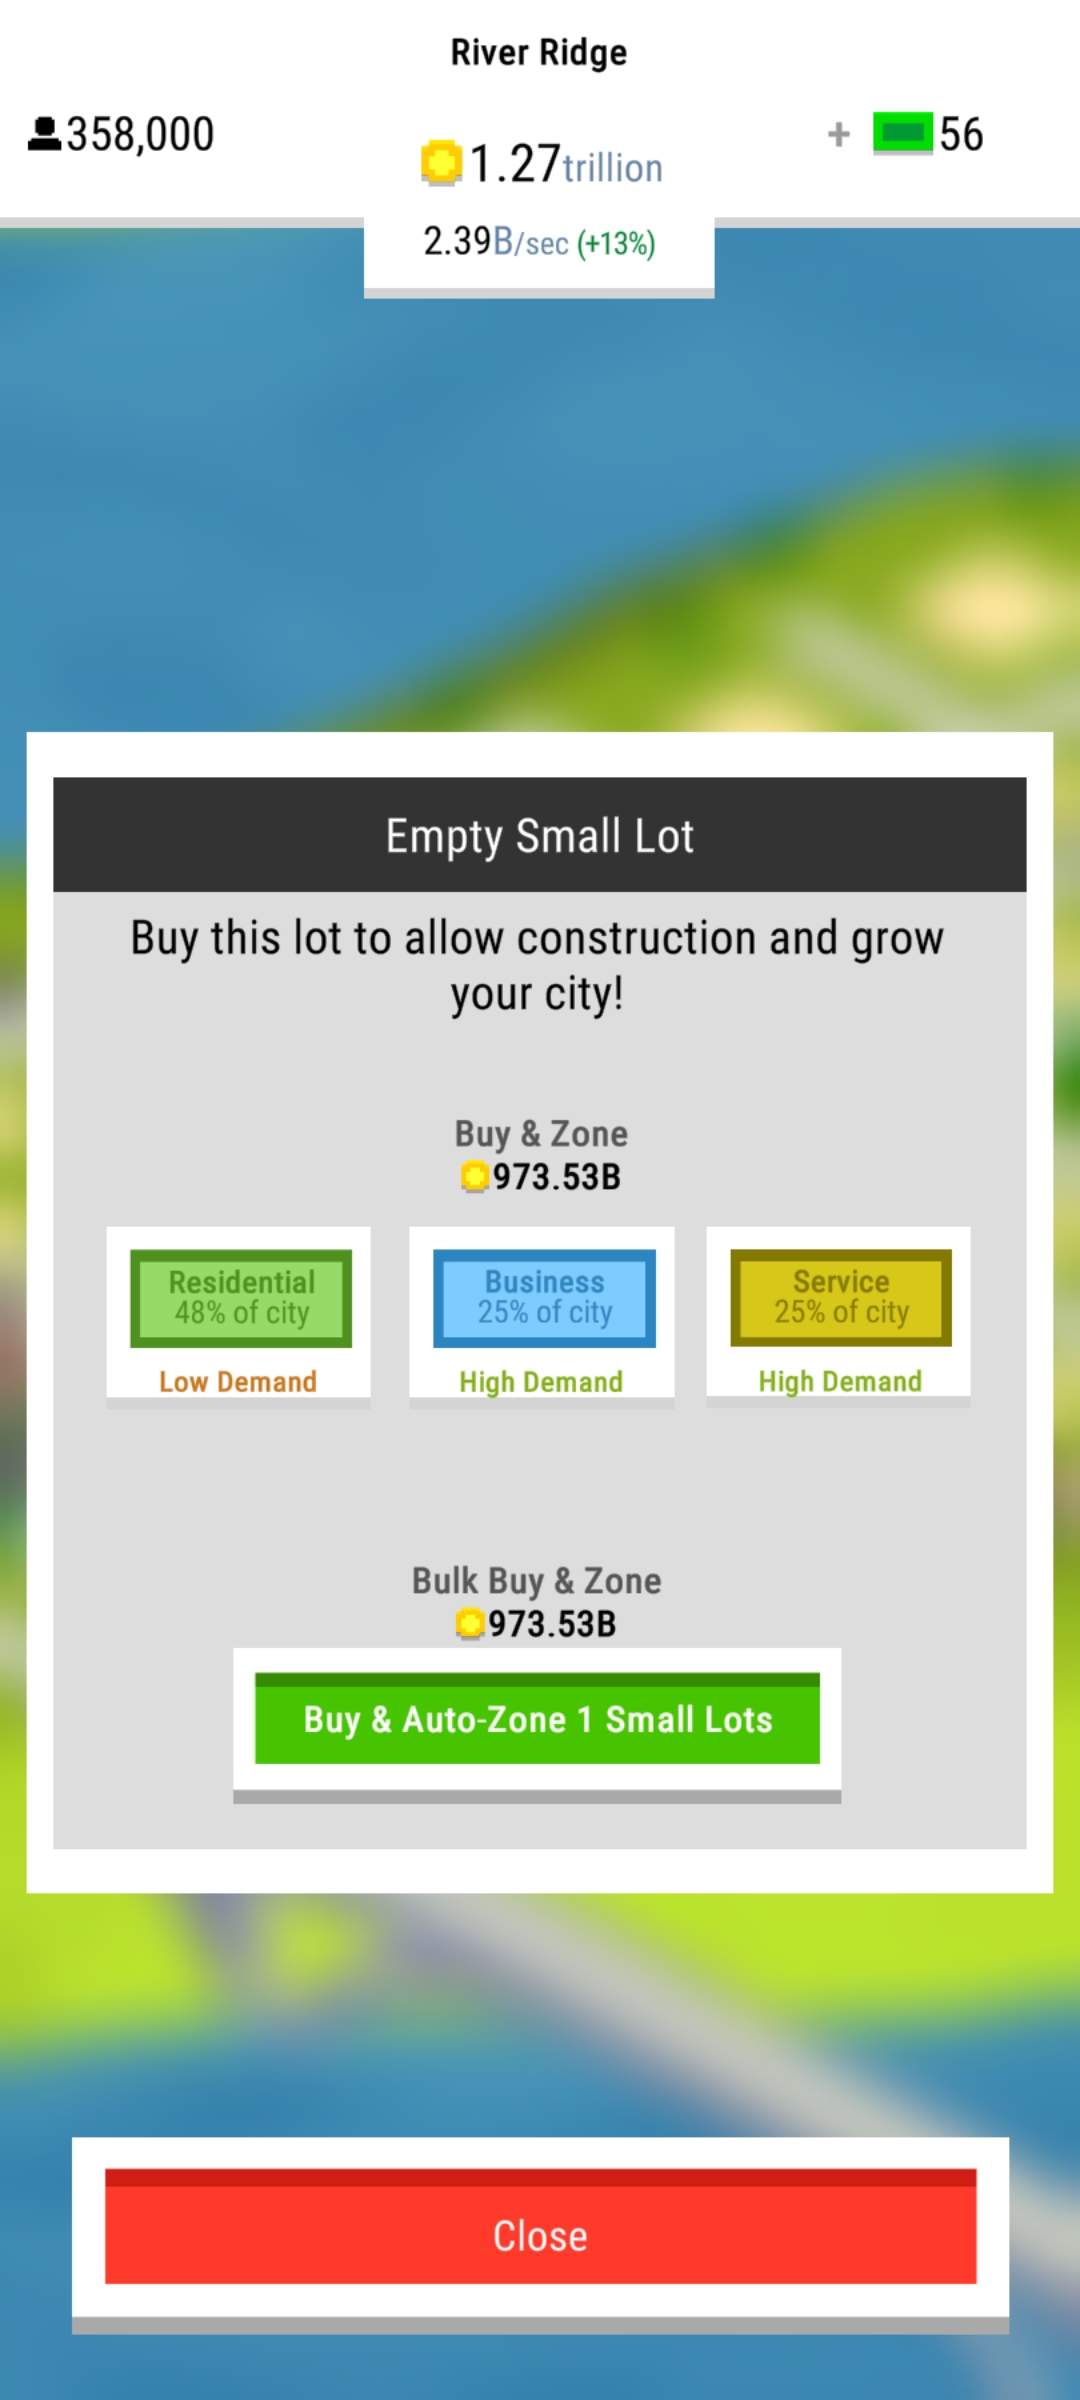 River Ridge
358,000
1.27trillion
+ 56
2.39B/sec (+13%)
Empty Small Lot
Buy this lot to allow construction and grow
your city!
Buy & Zone
973.53B
Residential
48% of city
Low Demand
Business
25% of city
High Demand
Service
25% of city
High Demand
Bulk Buy & Zone
973.53B
Buy & Auto-Zone 1 Small Lots
Close